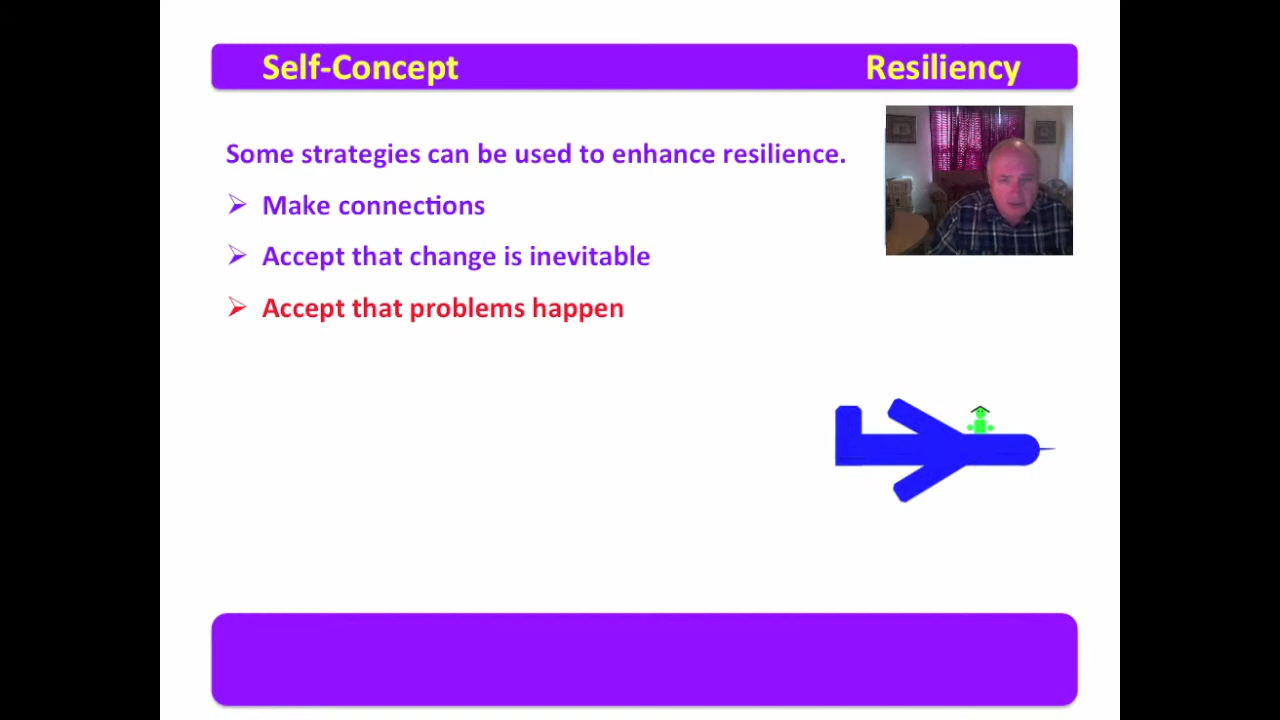 Self-Concept Resiliency
Some strategies can be used to enhance resilience.
Make connections
Accept that change is inevitable
Accept that problems happen